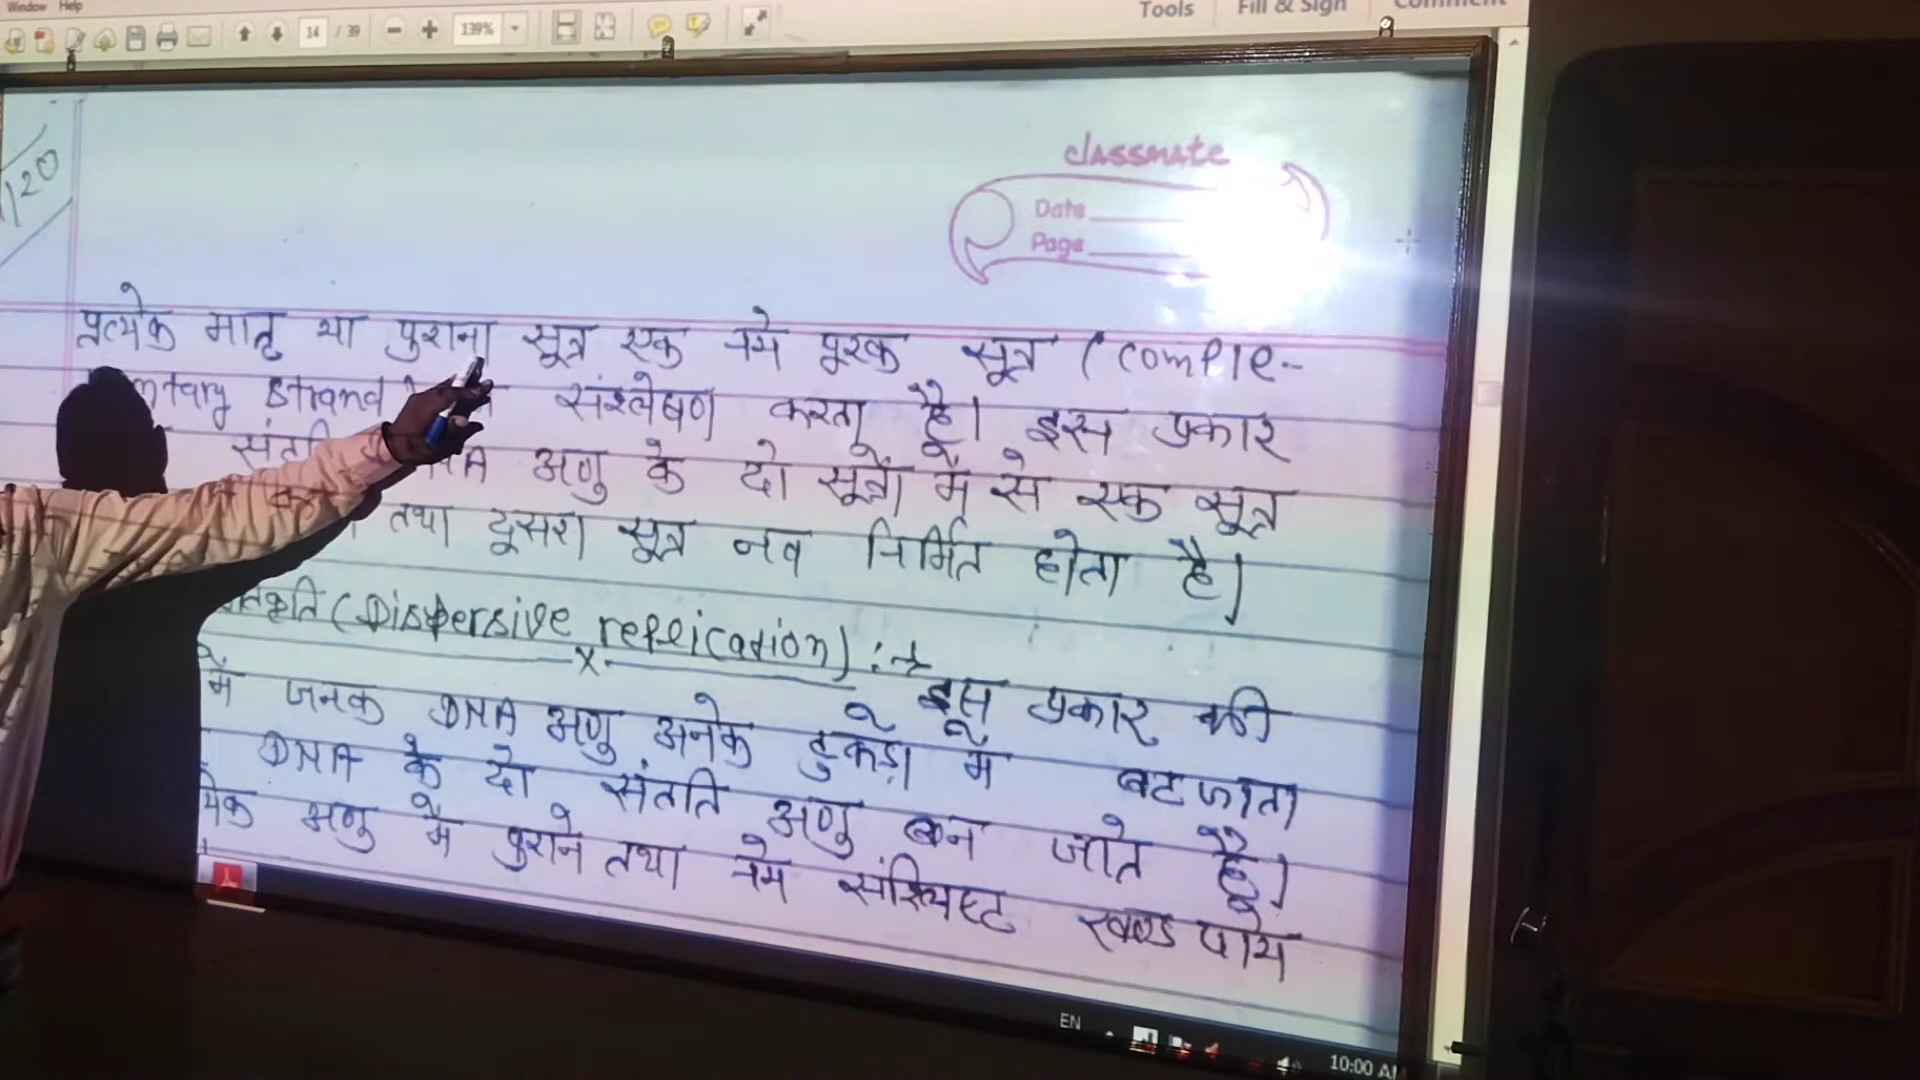 Window Help
14 / 39 139% Tools Fill & Sign Comment
120
classmate
Date
Page
प्रत्येक मातृ या पुराना सूत्र एक नये पूरक सूत्र (comple-
mntary strand संश्लेषण करता है। इस प्रकार
DNA अणु के दो सूत्रों में से एक सूत्र
तथा दूसरा सूत्र नव निर्मित होता है।
(Dispersive replication) :→
इस प्रकार की
में जनक DNA अणु अनेक टुकड़ों में बट जाता
DNA के दो संतति अणु बन जाते हैं।
अणु में पुराने तथा नये संश्लिष्ट खण्ड पाये
EN 10:00 AM